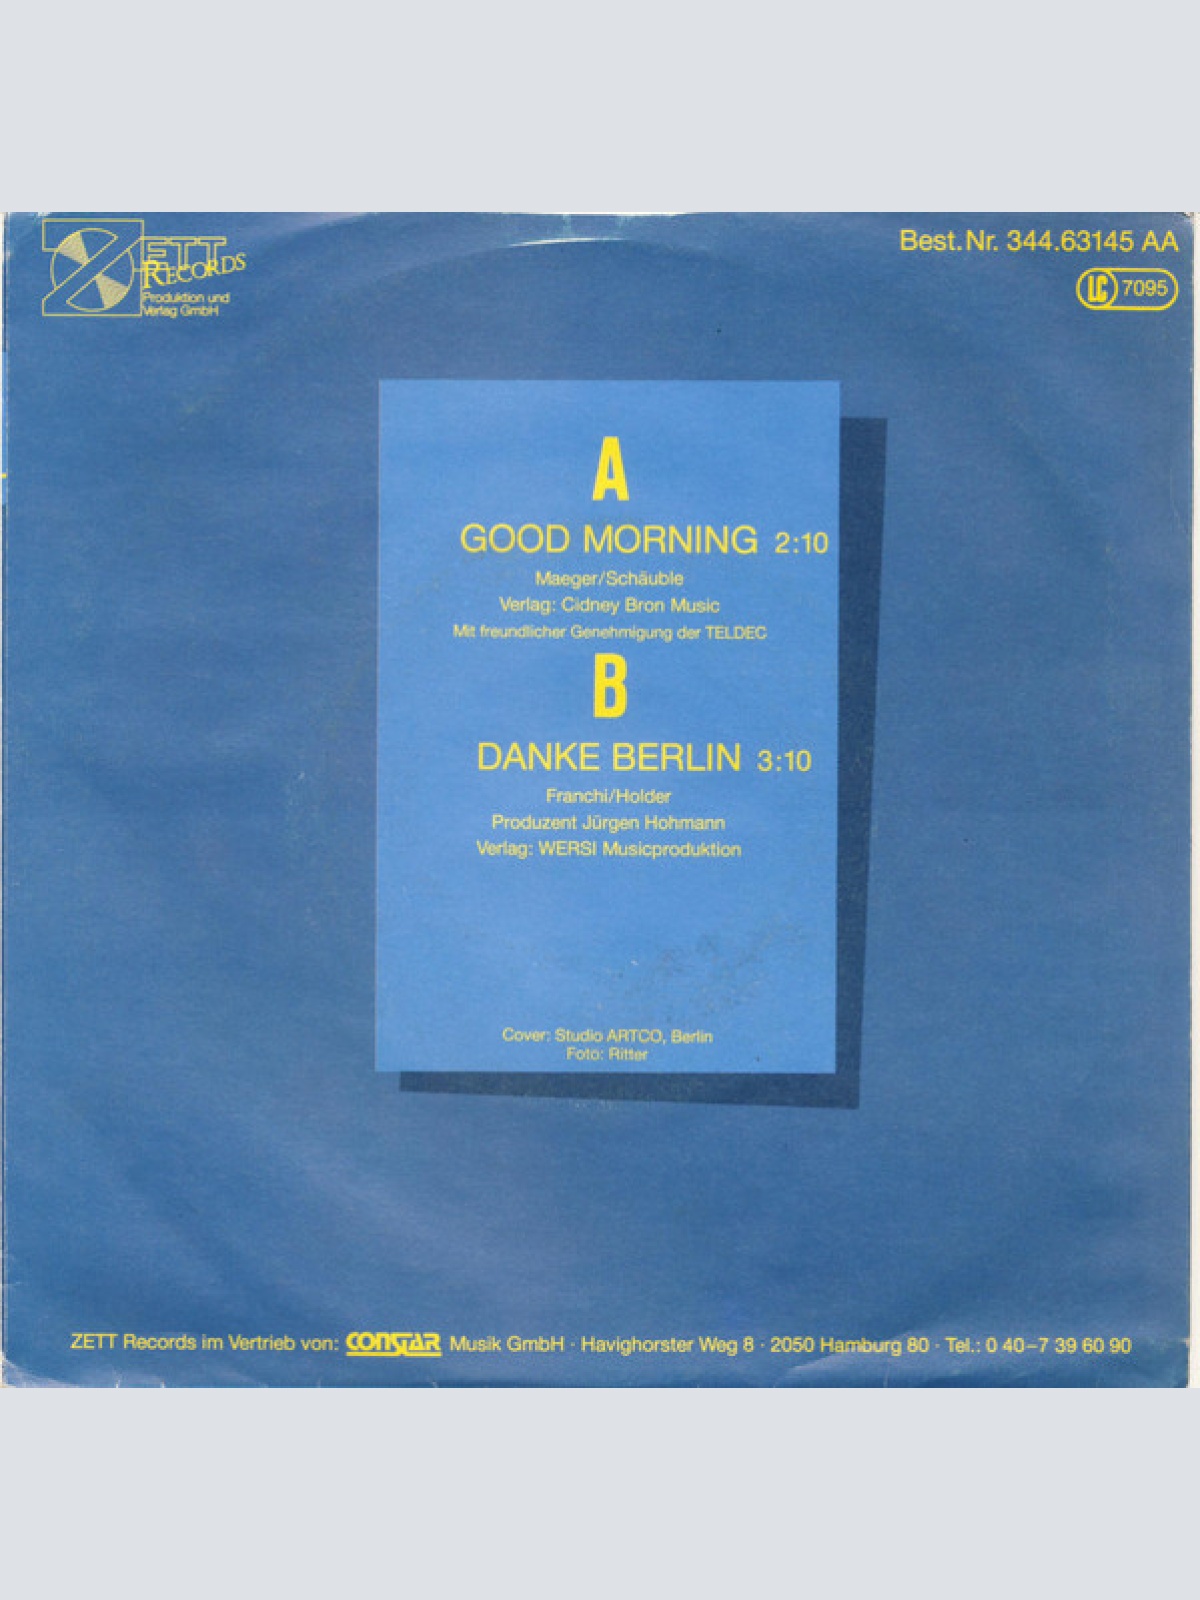 ZETT
RECORDS
Produktion und
Verlag GmbH
Best.Nr. 344.63145 AA
LC 7095
A
GOOD MORNING 2:10
Maeger/Schäuble
Verlag: Cidney Bron Music
Mit freundlicher Genehmigung der TELDEC
B
DANKE BERLIN 3:10
Franchi/Holder
Produzent Jürgen Hohmann
Verlag: WERSI Musicproduktion
Cover: Studio ARTCO, Berlin
Foto: Ritter
ZETT Records im Vertrieb von: CONSTAR Musik GmbH · Havighorster Weg 8 · 2050 Hamburg 80 · Tel.: 0 40–7 39 60 90